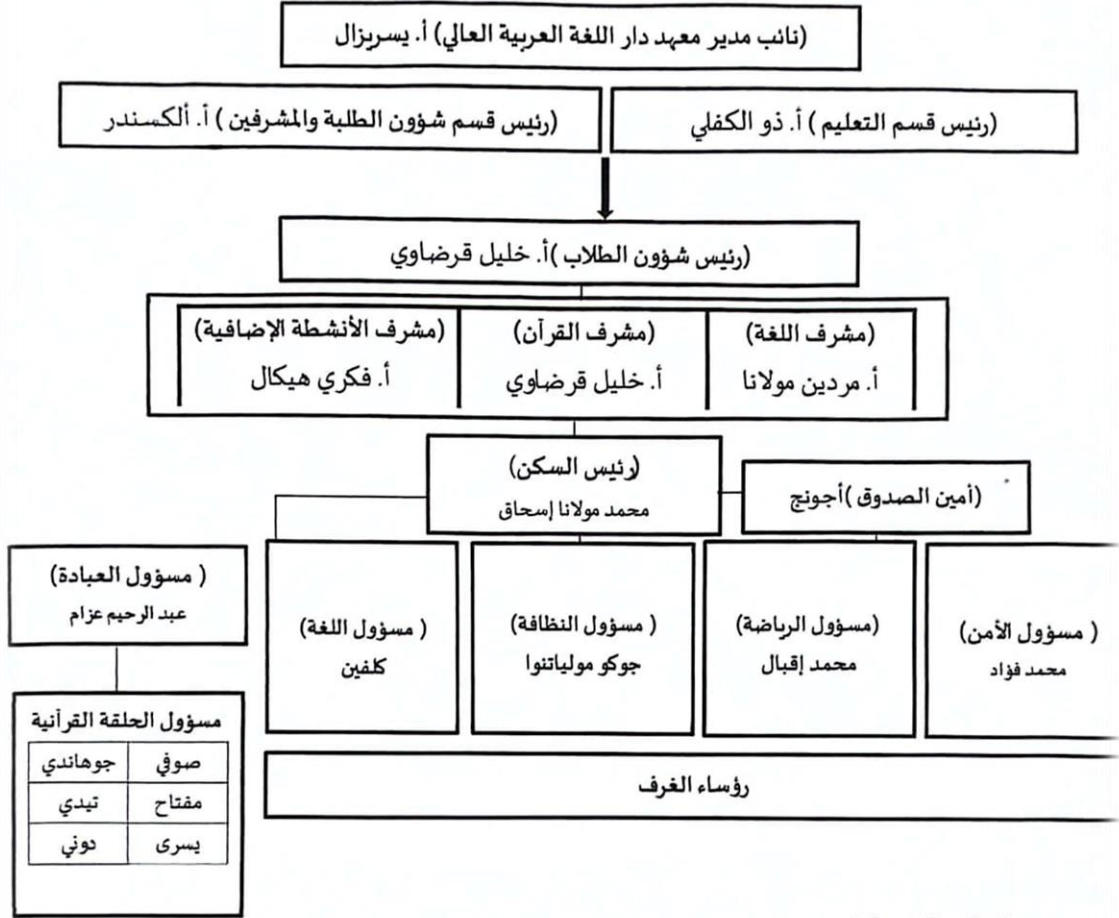 (نائب مدير معهد دار اللغة العربية العالي) أ. يسريزال
(رئيس قسم التعليم ) أ. ذو الكفلي
(رئيس قسم شؤون الطلبة والمشرفين ) أ. ألكسندر
(رئيس شؤون الطلاب )أ. خليل قرضاوي
(مشرف اللغة)
أ. مردين مولانا
(مشرف القرآن)
أ. خليل قرضاوي
(مشرف الأنشطة الإضافية)
أ. فكري هيكال
(رئيس السكن)
محمد مولانا إسحاق
(أمين الصدوق )أجونج
( مسؤول الأمن)
محمد فؤاد
(مسؤول الرياضة)
محمد إقبال
( مسؤول النظافة)
جوكو مولياتنوا
( مسؤول اللغة)
كلفين
( مسؤول العبادة)
عبد الرحيم عزام
مسؤول الحلقة القرآنية
صوفي جوهاندي
مفتاح تيدي
يسرى دوني
رؤساء الغرف